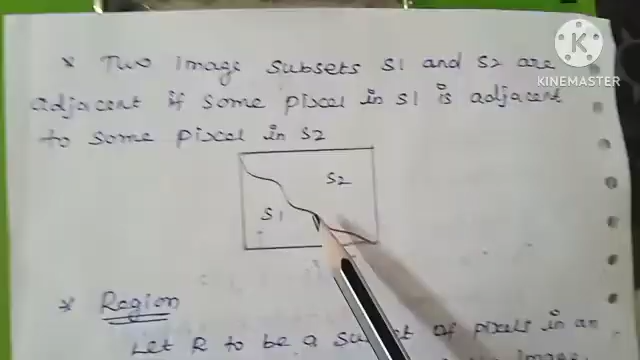 * Two image subsets S1 and S2 are
adjacent if some pixel in S1 is adjacent
to some pixel in S2
S2
S1
* Region
Let R to be a subset of pixels in an
image.
K
KINEMASTER